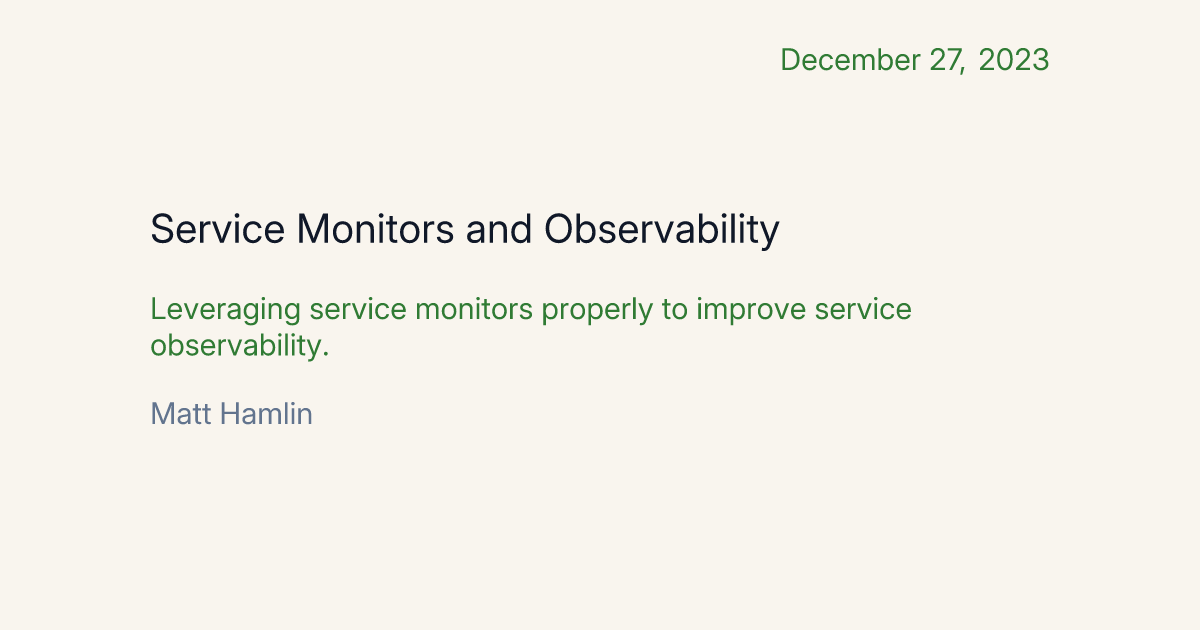 December 27, 2023
Service Monitors and Observability
Leveraging service monitors properly to improve service
observability.
Matt Hamlin